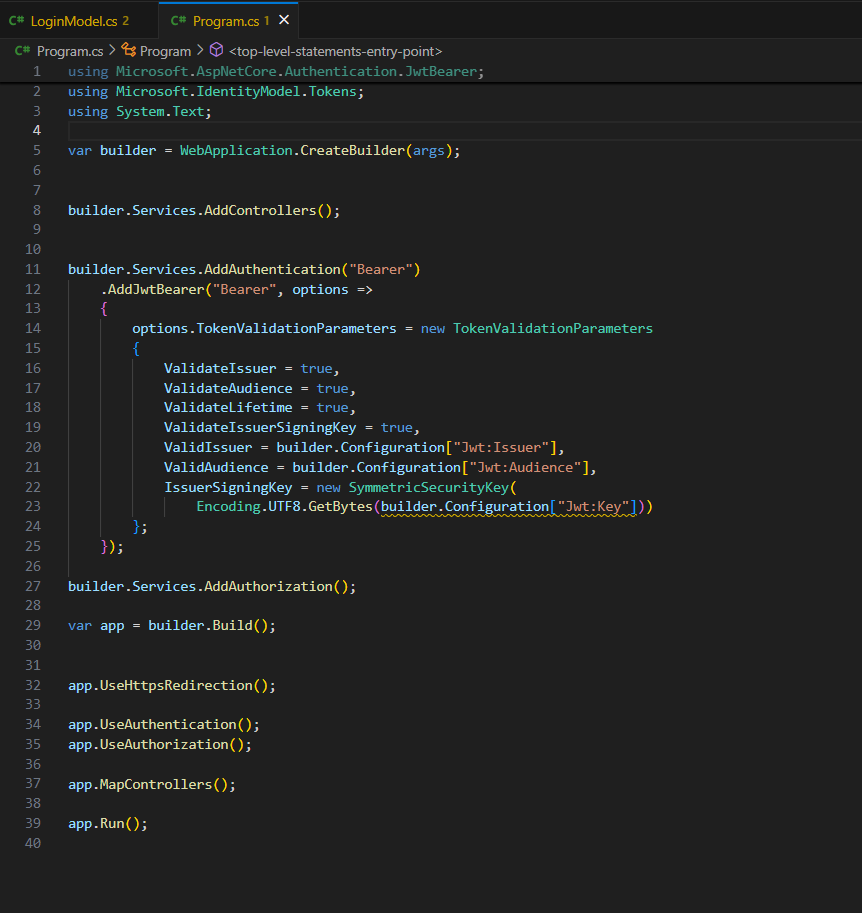 C# LoginModel.cs 2 C# Program.cs 1 ×
C# Program.cs > Program > <top-level-statements-entry-point>
1 using Microsoft.AspNetCore.Authentication.JwtBearer;
2 using Microsoft.IdentityModel.Tokens;
3 using System.Text;
4
5 var builder = WebApplication.CreateBuilder(args);
6
7
8 builder.Services.AddControllers();
9
10
11 builder.Services.AddAuthentication("Bearer")
12     .AddJwtBearer("Bearer", options =>
13     {
14         options.TokenValidationParameters = new TokenValidationParameters
15         {
16             ValidateIssuer = true,
17             ValidateAudience = true,
18             ValidateLifetime = true,
19             ValidateIssuerSigningKey = true,
20             ValidIssuer = builder.Configuration["Jwt:Issuer"],
21             ValidAudience = builder.Configuration["Jwt:Audience"],
22             IssuerSigningKey = new SymmetricSecurityKey(
23                 Encoding.UTF8.GetBytes(builder.Configuration["Jwt:Key"]))
24         };
25     });
26
27 builder.Services.AddAuthorization();
28
29 var app = builder.Build();
30
31
32 app.UseHttpsRedirection();
33
34 app.UseAuthentication();
35 app.UseAuthorization();
36
37 app.MapControllers();
38
39 app.Run();
40